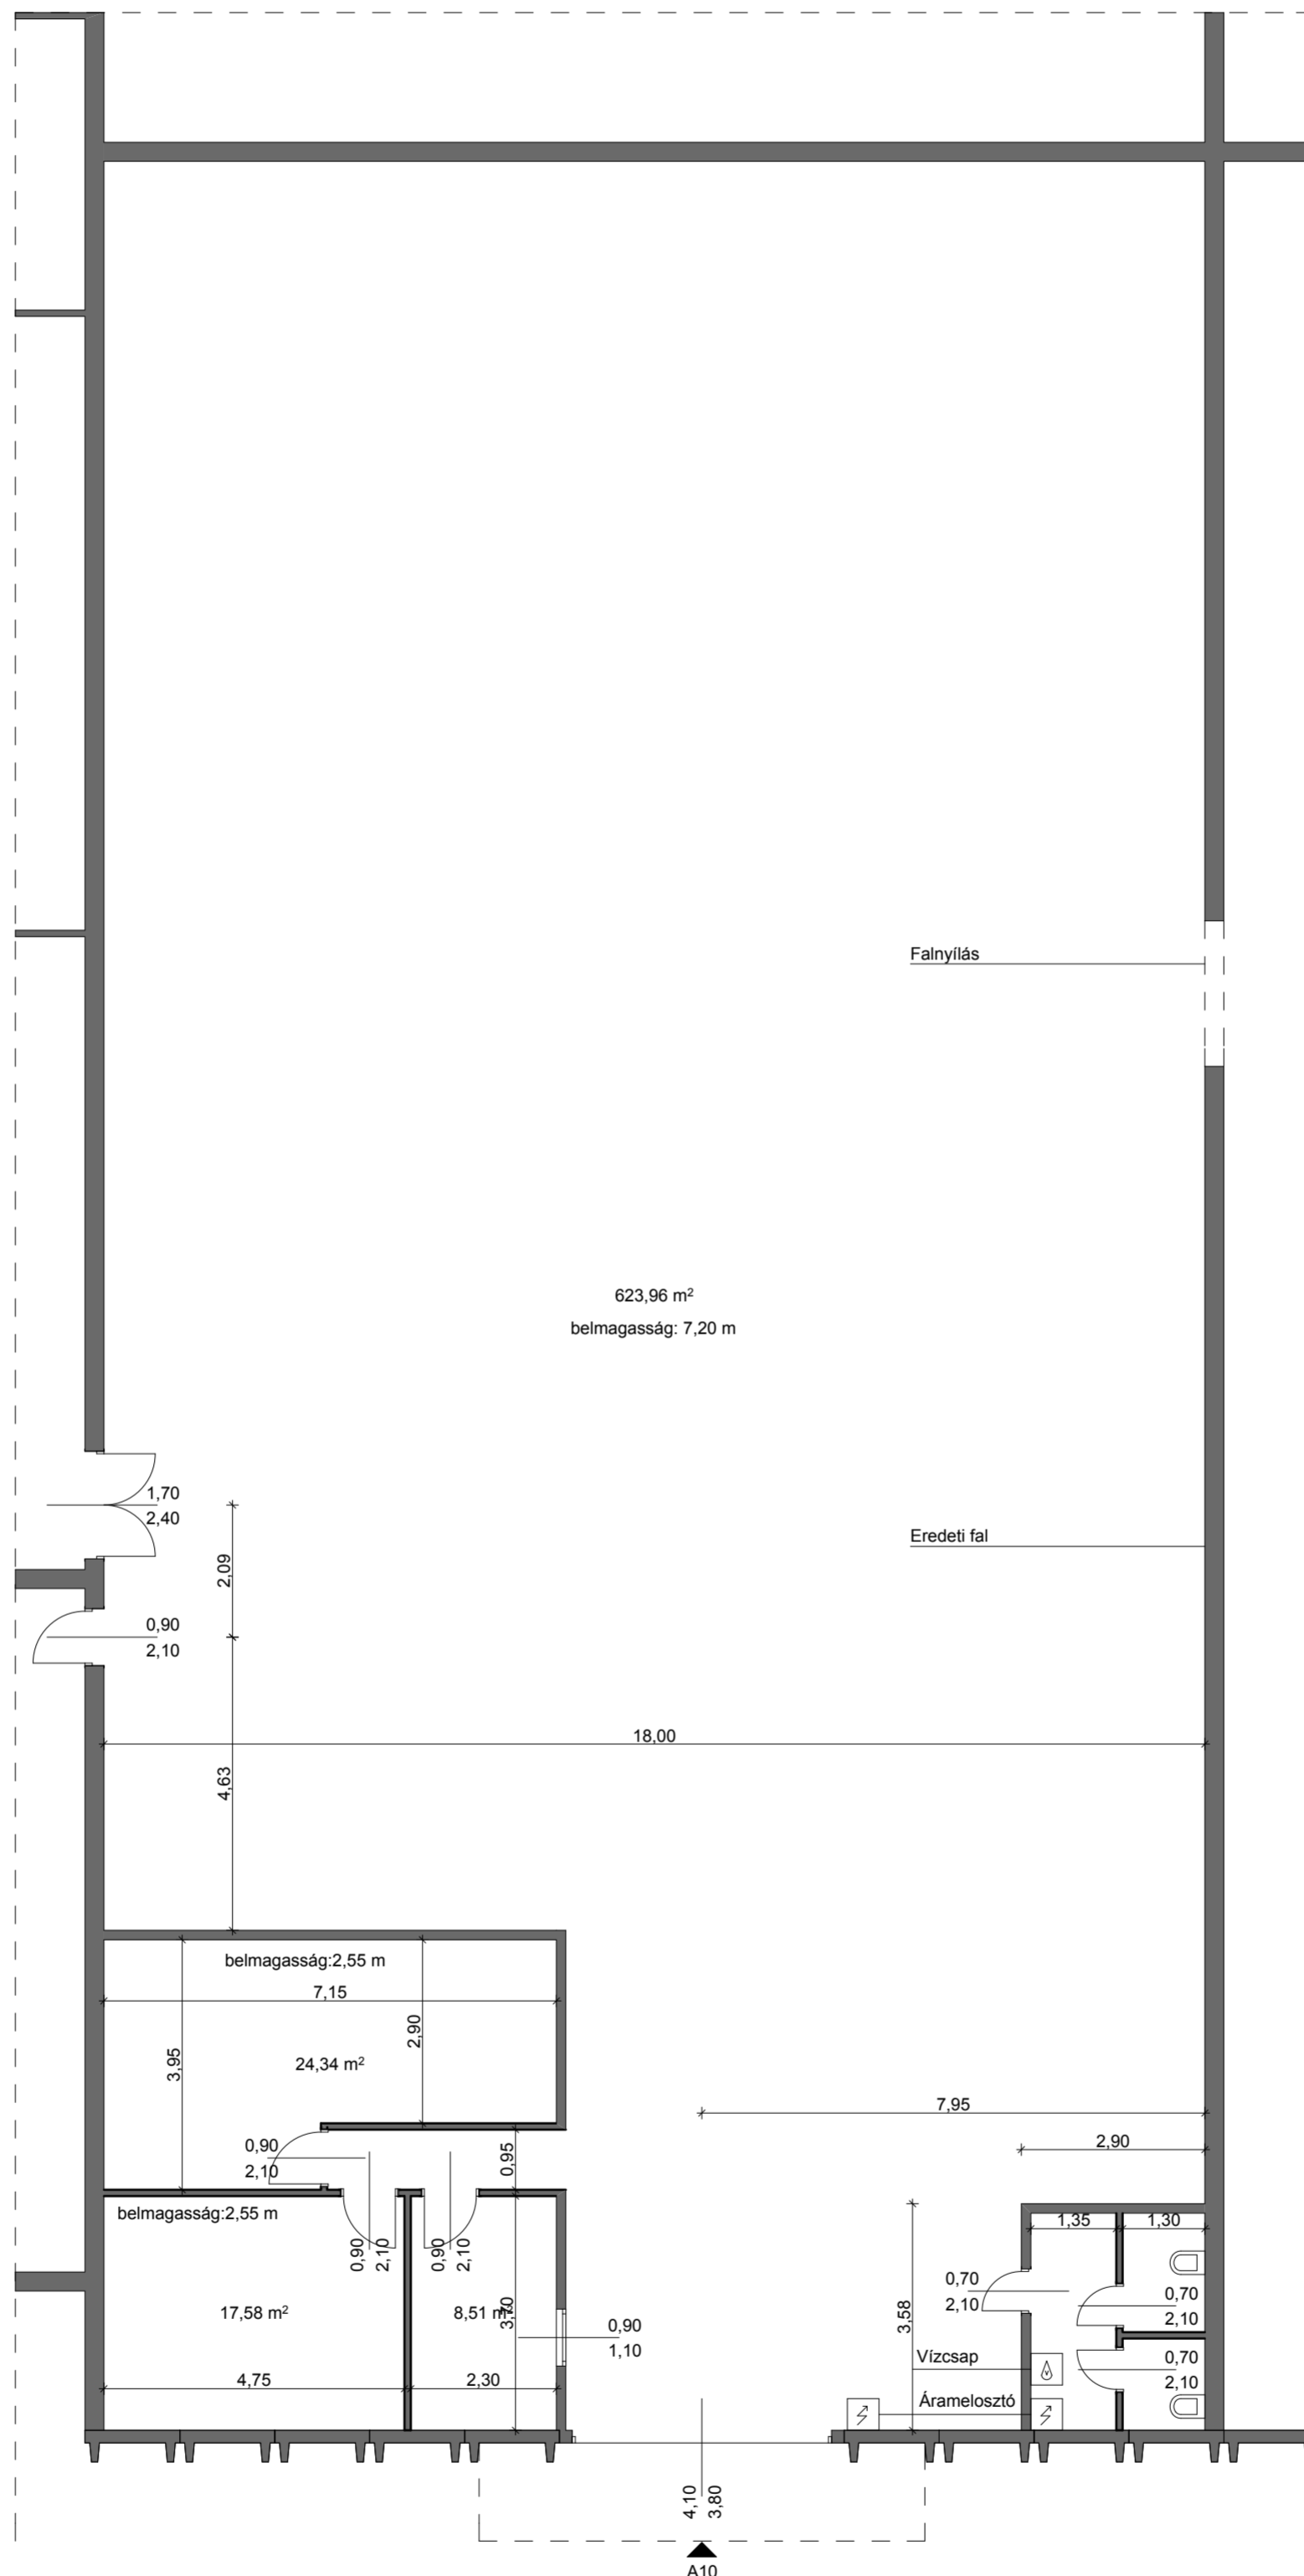 Falnyílás
623,96 m²
belmagasság: 7,20 m
1,70
2,40
2,09
Eredeti fal
0,90
2,10
18,00
4,63
belmagasság:2,55 m
7,15
2,90
3,95
24,34 m²
7,95
2,90
0,90
2,10
0,95
belmagasság:2,55 m
1,35
1,30
0,90
2,10
0,90
2,10
0,70
2,10
0,70
2,10
17,58 m²
8,51 m²
3,70
3,58
0,90
1,10
Vízcsap
0,70
2,10
4,75
2,30
Áramelosztó
4,10
3,80
A10